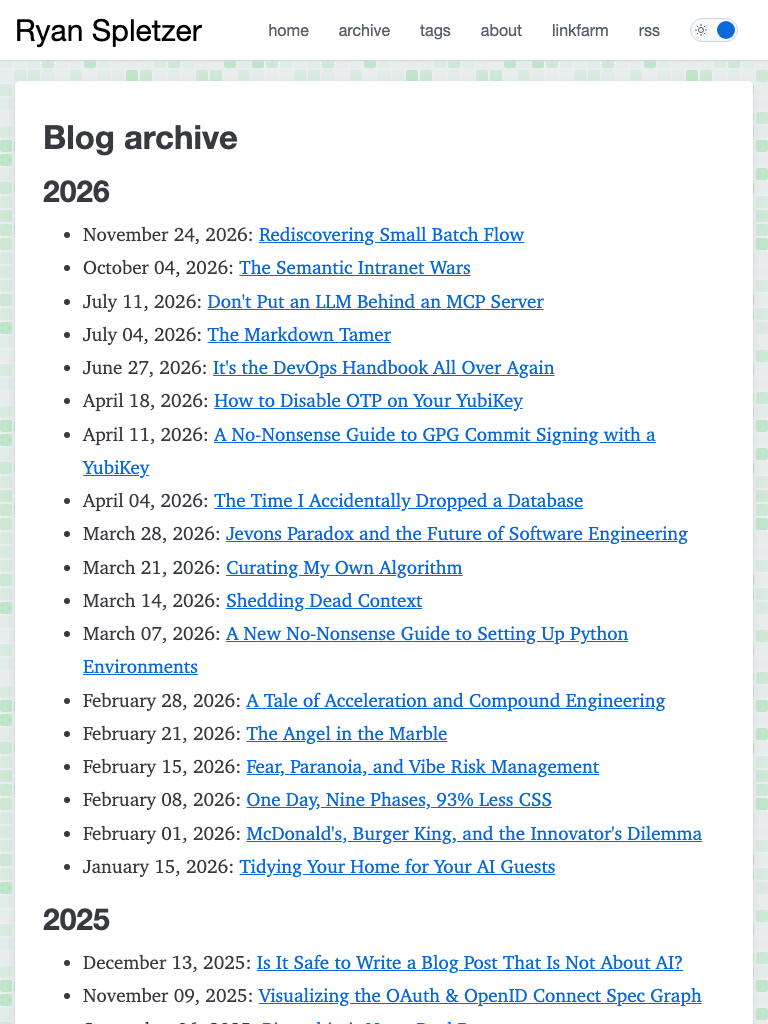 Ryan Spletzer
home archive tags about linkfarm rss
Blog archive
2026
November 24, 2026: Rediscovering Small Batch Flow
October 04, 2026: The Semantic Intranet Wars
July 11, 2026: Don't Put an LLM Behind an MCP Server
July 04, 2026: The Markdown Tamer
June 27, 2026: It's the DevOps Handbook All Over Again
April 18, 2026: How to Disable OTP on Your YubiKey
April 11, 2026: A No-Nonsense Guide to GPG Commit Signing with a
YubiKey
April 04, 2026: The Time I Accidentally Dropped a Database
March 28, 2026: Jevons Paradox and the Future of Software Engineering
March 21, 2026: Curating My Own Algorithm
March 14, 2026: Shedding Dead Context
March 07, 2026: A New No-Nonsense Guide to Setting Up Python
Environments
February 28, 2026: A Tale of Acceleration and Compound Engineering
February 21, 2026: The Angel in the Marble
February 15, 2026: Fear, Paranoia, and Vibe Risk Management
February 08, 2026: One Day, Nine Phases, 93% Less CSS
February 01, 2026: McDonald's, Burger King, and the Innovator's Dilemma
January 15, 2026: Tidying Your Home for Your AI Guests
2025
December 13, 2025: Is It Safe to Write a Blog Post That Is Not About AI?
November 09, 2025: Visualizing the OAuth & OpenID Connect Spec Graph